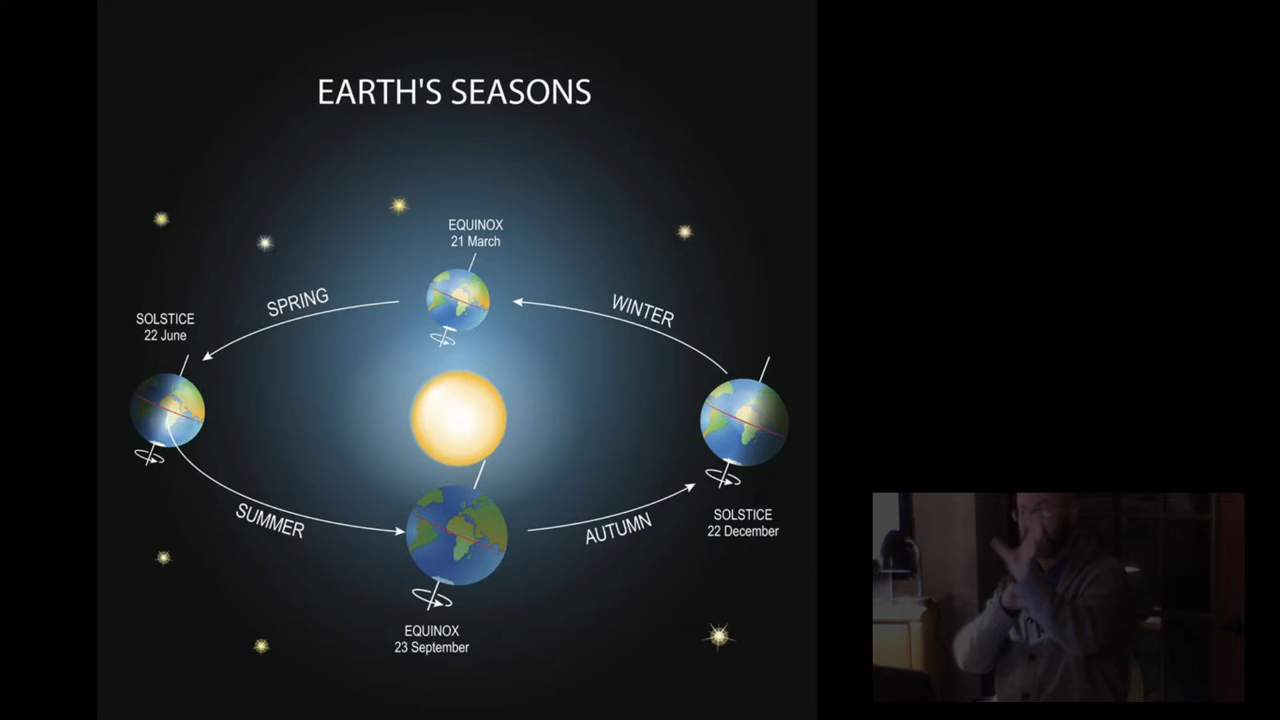 EARTH'S SEASONS
EQUINOX
21 March
SPRING
WINTER
SOLSTICE
22 June
SUMMER
AUTUMN
SOLSTICE
22 December
EQUINOX
23 September